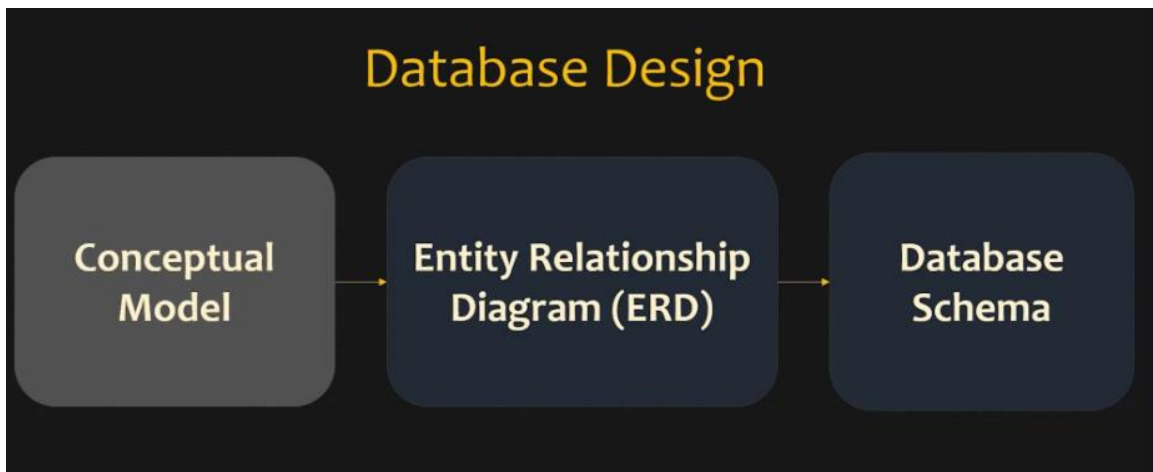 Database Design
Conceptual
Model
Entity Relationship
Diagram (ERD)
Database
Schema